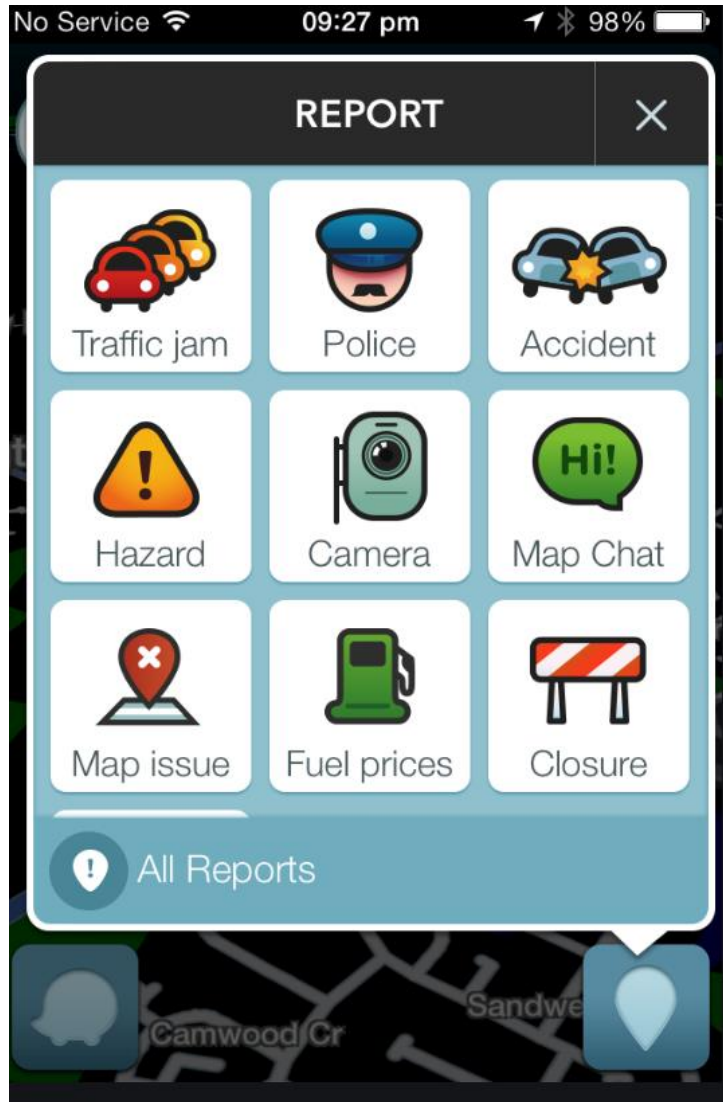 No Service 09:27 pm 98%
REPORT
Traffic jam Police Accident
Hi!
Hazard Camera Map Chat
Map issue Fuel prices Closure
! All Reports
Sandwe
Camwood Cr